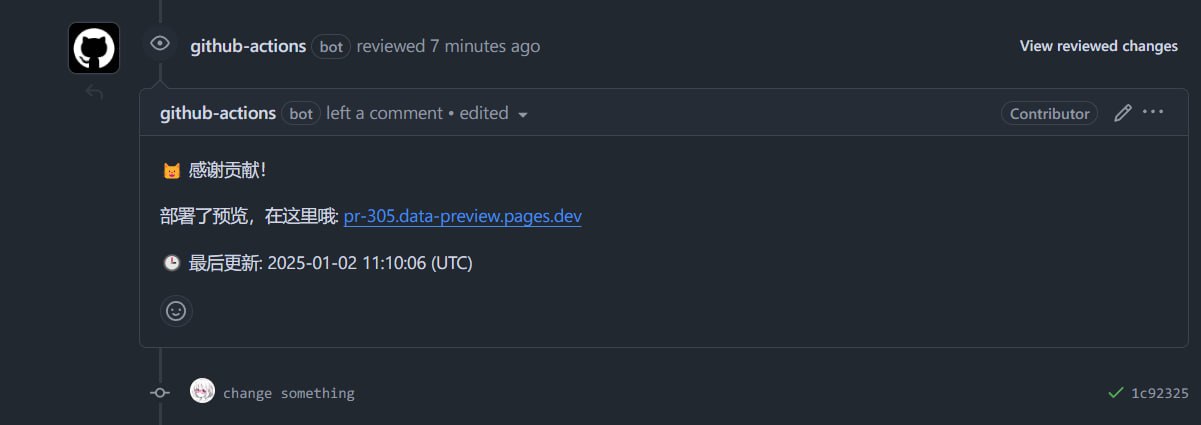 github-actions bot reviewed 7 minutes ago View reviewed changes
github-actions bot left a comment • edited Contributor
感谢贡献！
部署了预览，在这里哦: pr-305.data-preview.pages.dev
最后更新: 2025-01-02 11:10:06 (UTC)
change something 1c92325